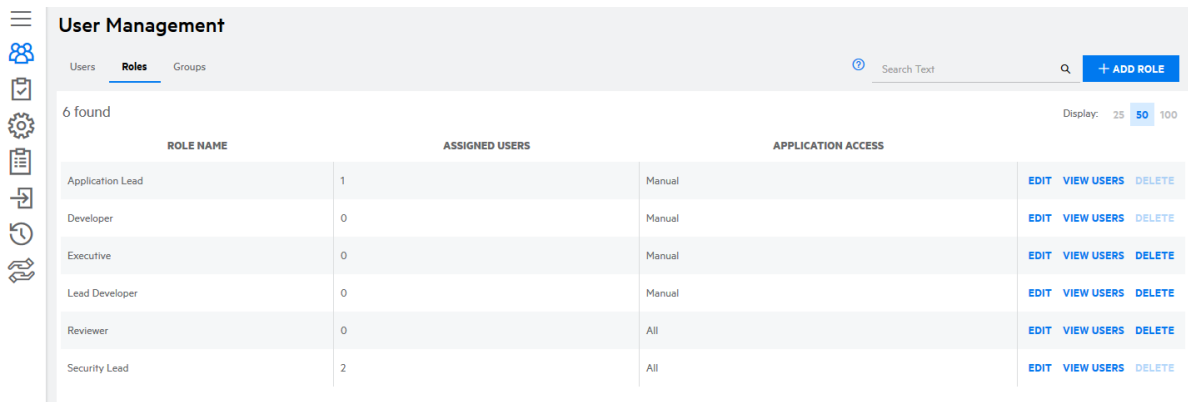 User Management
Users Roles Groups Search Text + ADD ROLE
6 found Display: 25 50 100
ROLE NAME ASSIGNED USERS APPLICATION ACCESS
Application Lead 1 Manual EDIT VIEW USERS DELETE
Developer 0 Manual EDIT VIEW USERS DELETE
Executive 0 Manual EDIT VIEW USERS DELETE
Lead Developer 0 Manual EDIT VIEW USERS DELETE
Reviewer 0 All EDIT VIEW USERS DELETE
Security Lead 2 All EDIT VIEW USERS DELETE